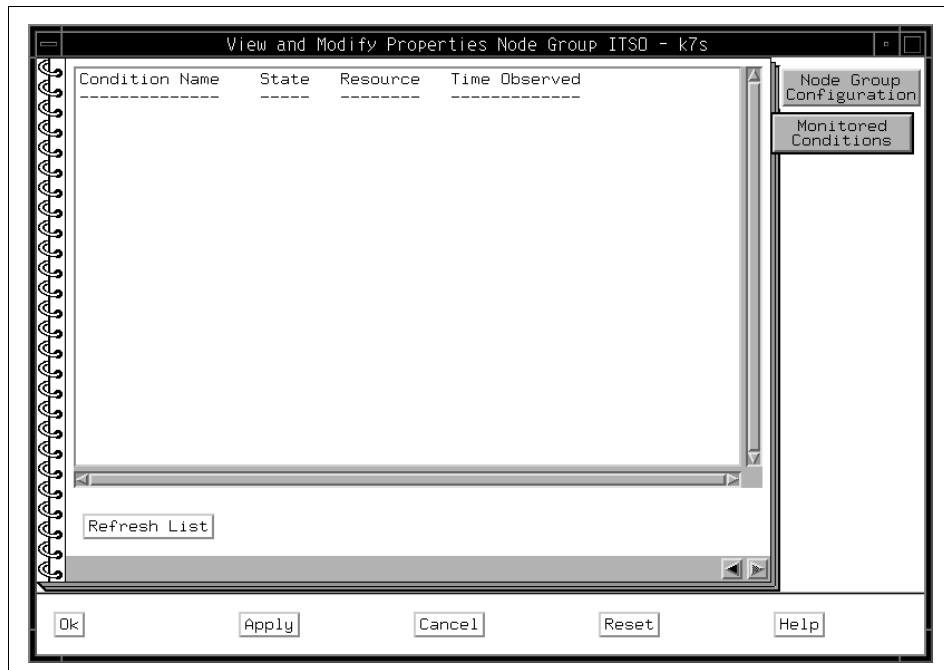 View and Modify Properties Node Group ITSO - k7s
Condition Name State Resource Time Observed
-------------- ----- -------- -------------
Node Group
Configuration
Monitored
Conditions
Refresh List
Ok Apply Cancel Reset Help